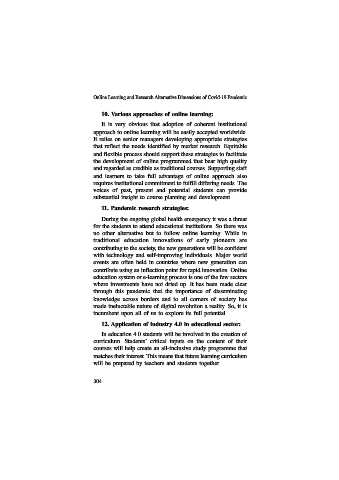 Online Learning and Research Alternative Dimensions of Covid-19 Pandemic
10. Various approaches of online learning:
It is very obvious that adoption of coherent institutional
approach to online learning will be easily accepted worldwide.
It relies on senior managers developing appropriate strategies
that reflect the needs identified by market research. Equitable
and flexible process should support these strategies to facilitate
the development of online programmed that bear high quality
and regarded as credible as traditional courses. Supporting staff
and learners to take full advantage of online approach also
requires institutional commitment to fulfill differing needs. The
voices of past, present and potential students can provide
substantial insight to course planning and development.
11. Pandemic research strategies:
During the ongoing global health emergency it was a threat
for the students to attend educational institutions. So there was
no other alternative but to follow online learning. While in
traditional education innovations of early pioneers are
contributing to the society, the new generations will be confident
with technology and self-improving individuals. Major world
events are often held in countries where new generation can
contribute using an inflection point for rapid innovation. Online
education system or e-learning process is one of the few sectors
where investments have not dried up. It has been made clear
through this pandemic that the importance of disseminating
knowledge across borders and to all corners of society has
made ineluctable nature of digital revolution a reality. So, it is
incumbent upon all of us to explore its full potential.
12. Application of industry 4.0 in educational sector:
In education 4.0 students will be involved in the creation of
curriculum. Students' critical inputs on the content of their
courses will help create an all-inclusive study programme that
matches their interest. This means that future learning curriculum
will be prepared by teachers and students together.
304